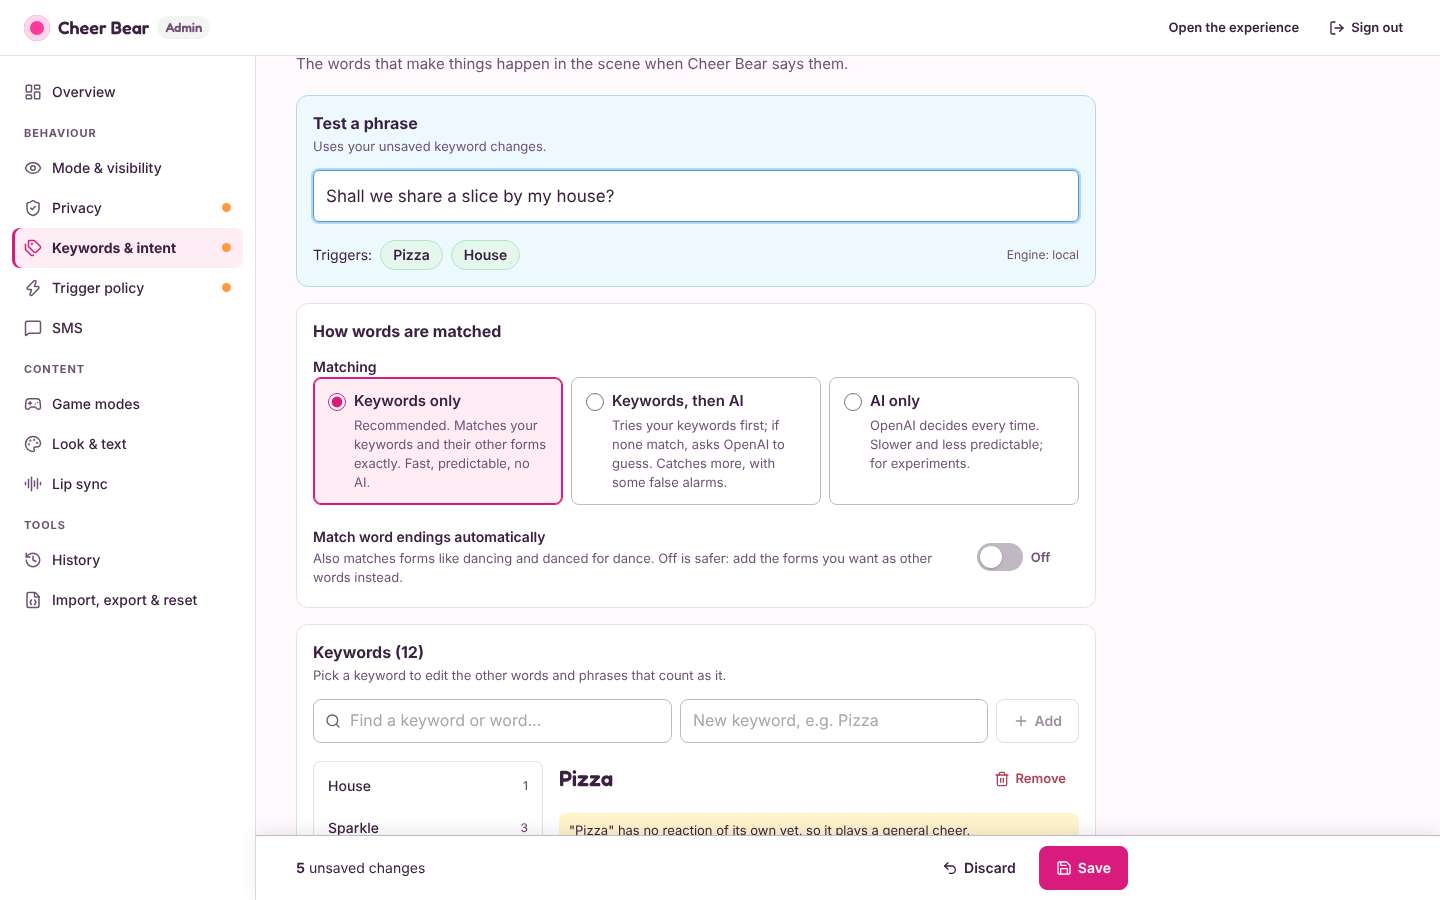 Cheer Bear Admin
Open the experience
Sign out
Overview
BEHAVIOUR
Mode & visibility
Privacy
Keywords & intent
Trigger policy
SMS
CONTENT
Game modes
Look & text
Lip sync
TOOLS
History
Import, export & reset
The words that make things happen in the scene when Cheer Bear says them.
Test a phrase
Uses your unsaved keyword changes.
Shall we share a slice by my house?
Triggers: Pizza House
Engine: local
How words are matched
Matching
Keywords only
Recommended. Matches your
keywords and their other forms
exactly. Fast, predictable, no
AI.
Keywords, then AI
Tries your keywords first; if
none match, asks OpenAI to
guess. Catches more, with
some false alarms.
AI only
OpenAI decides every time.
Slower and less predictable;
for experiments.
Match word endings automatically
Also matches forms like dancing and danced for dance. Off is safer: add the forms you want as other
words instead.
Off
Keywords (12)
Pick a keyword to edit the other words and phrases that count as it.
Find a keyword or word...
New keyword, e.g. Pizza
Add
House 1
Sparkle 3
Pizza
Remove
"Pizza" has no reaction of its own yet, so it plays a general cheer.
5 unsaved changes
Discard
Save